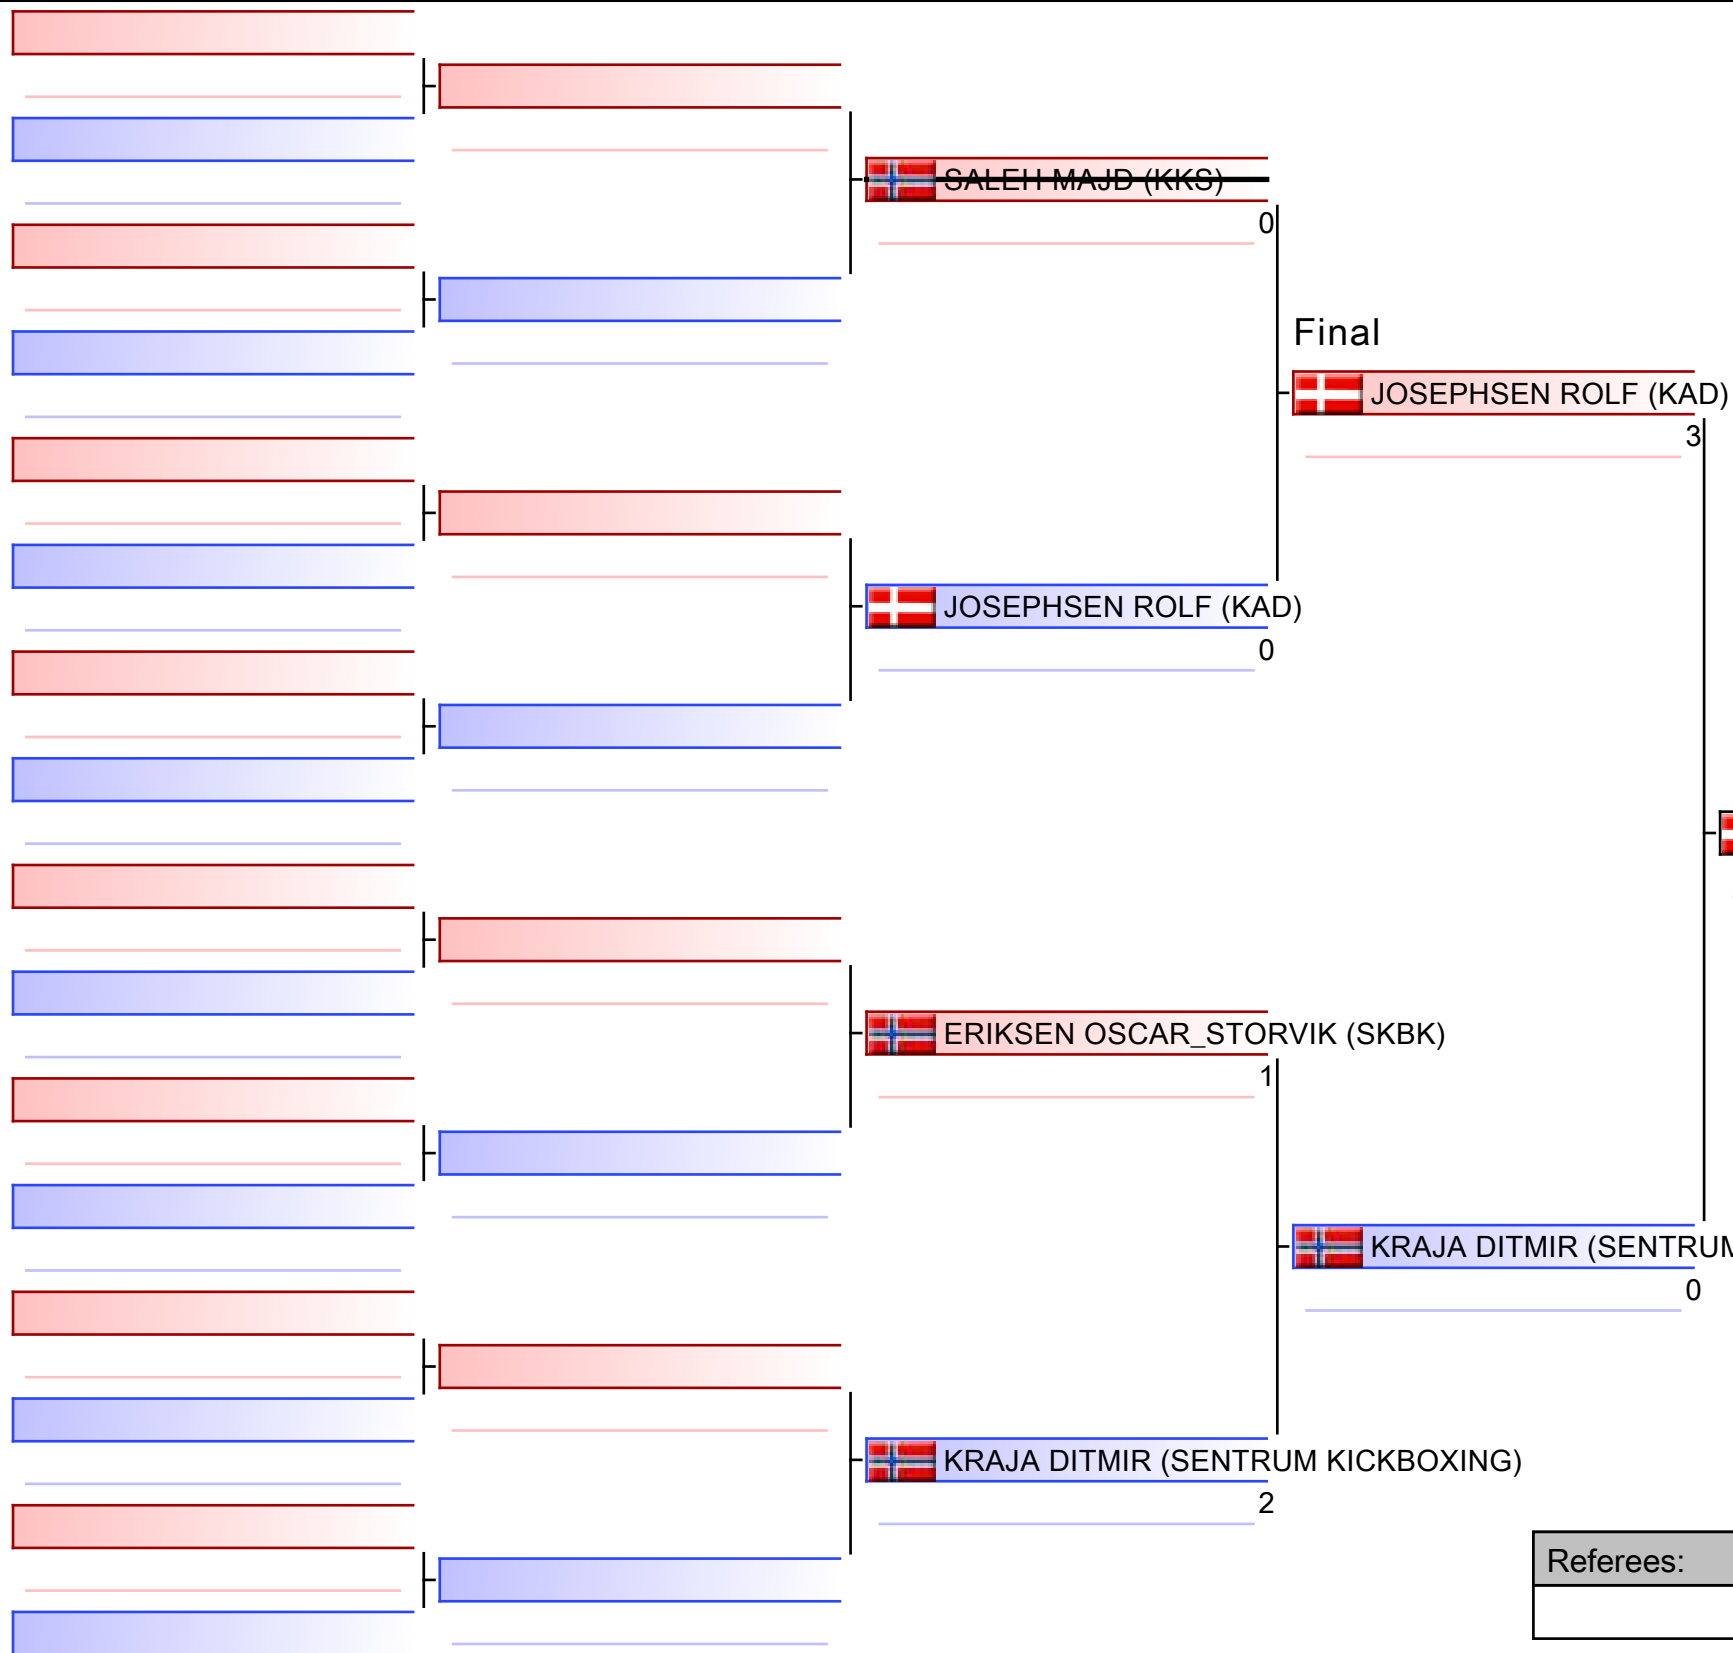 SALEH MAJD (KKS)
0
Final
JOSEPHSEN ROLF (KAD)
3
JOSEPHSEN ROLF (KAD)
0
ERIKSEN OSCAR_STORVIK (SKBK)
1
KRAJA DITMIR (SENTRUM
0
KRAJA DITMIR (SENTRUM KICKBOXING)
2
Referees: